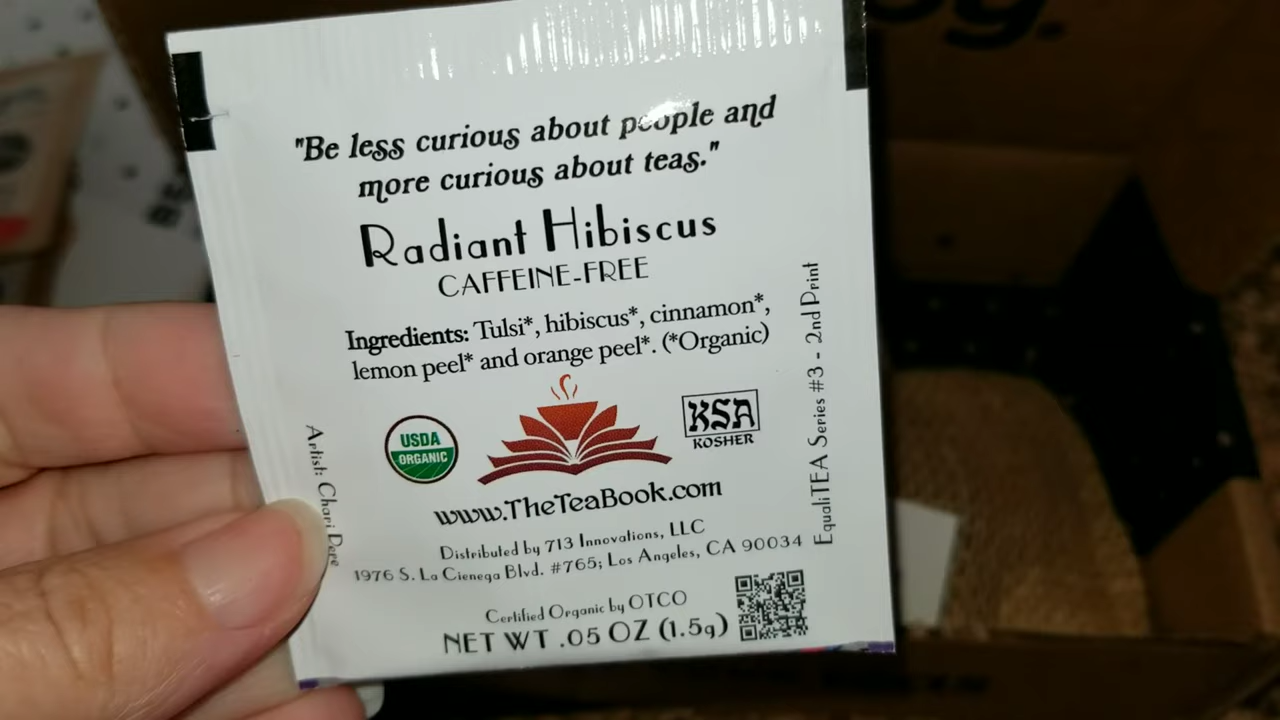 "Be less curious about people and
more curious about teas."
Radiant Hibiscus
CAFFEINE-FREE
Ingredients: Tulsi*, hibiscus*, cinnamon*,
lemon peel* and orange peel*. (*Organic)
USDA
ORGANIC
KSA
KOSHER
www.TheTeaBook.com
Distributed by 713 Innovations, LLC
1976 S. La Cienega Blvd. #765; Los Angeles, CA 90034
Certified Organic by OTCO
NET WT .05 OZ (1.5g)
Artist: Chari Pere
EqualiTEA Series #3 - 2nd Print